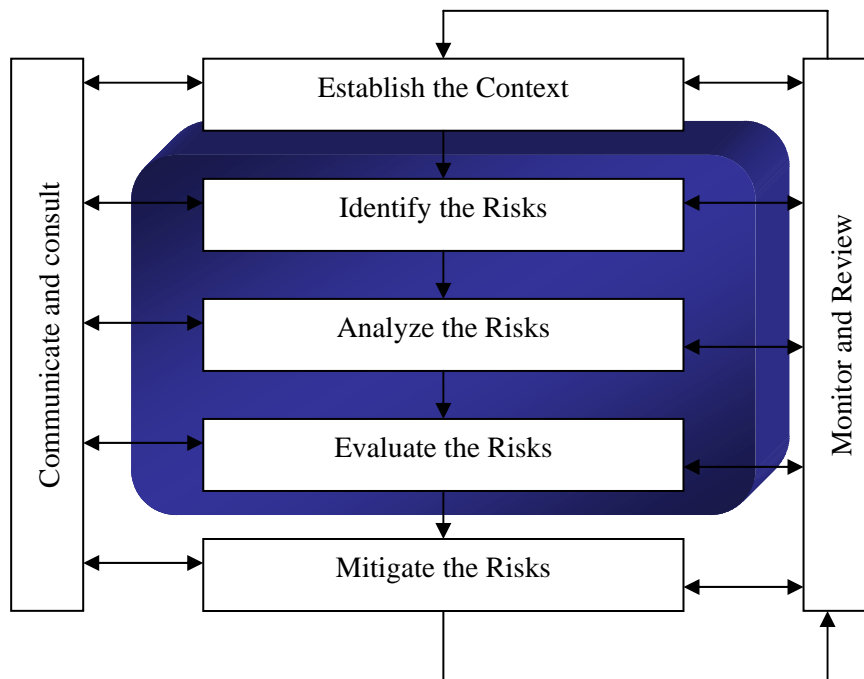 Establish the Context
Communicate and consult
Identify the Risks
Analyze the Risks
Evaluate the Risks
Mitigate the Risks
Monitor and Review